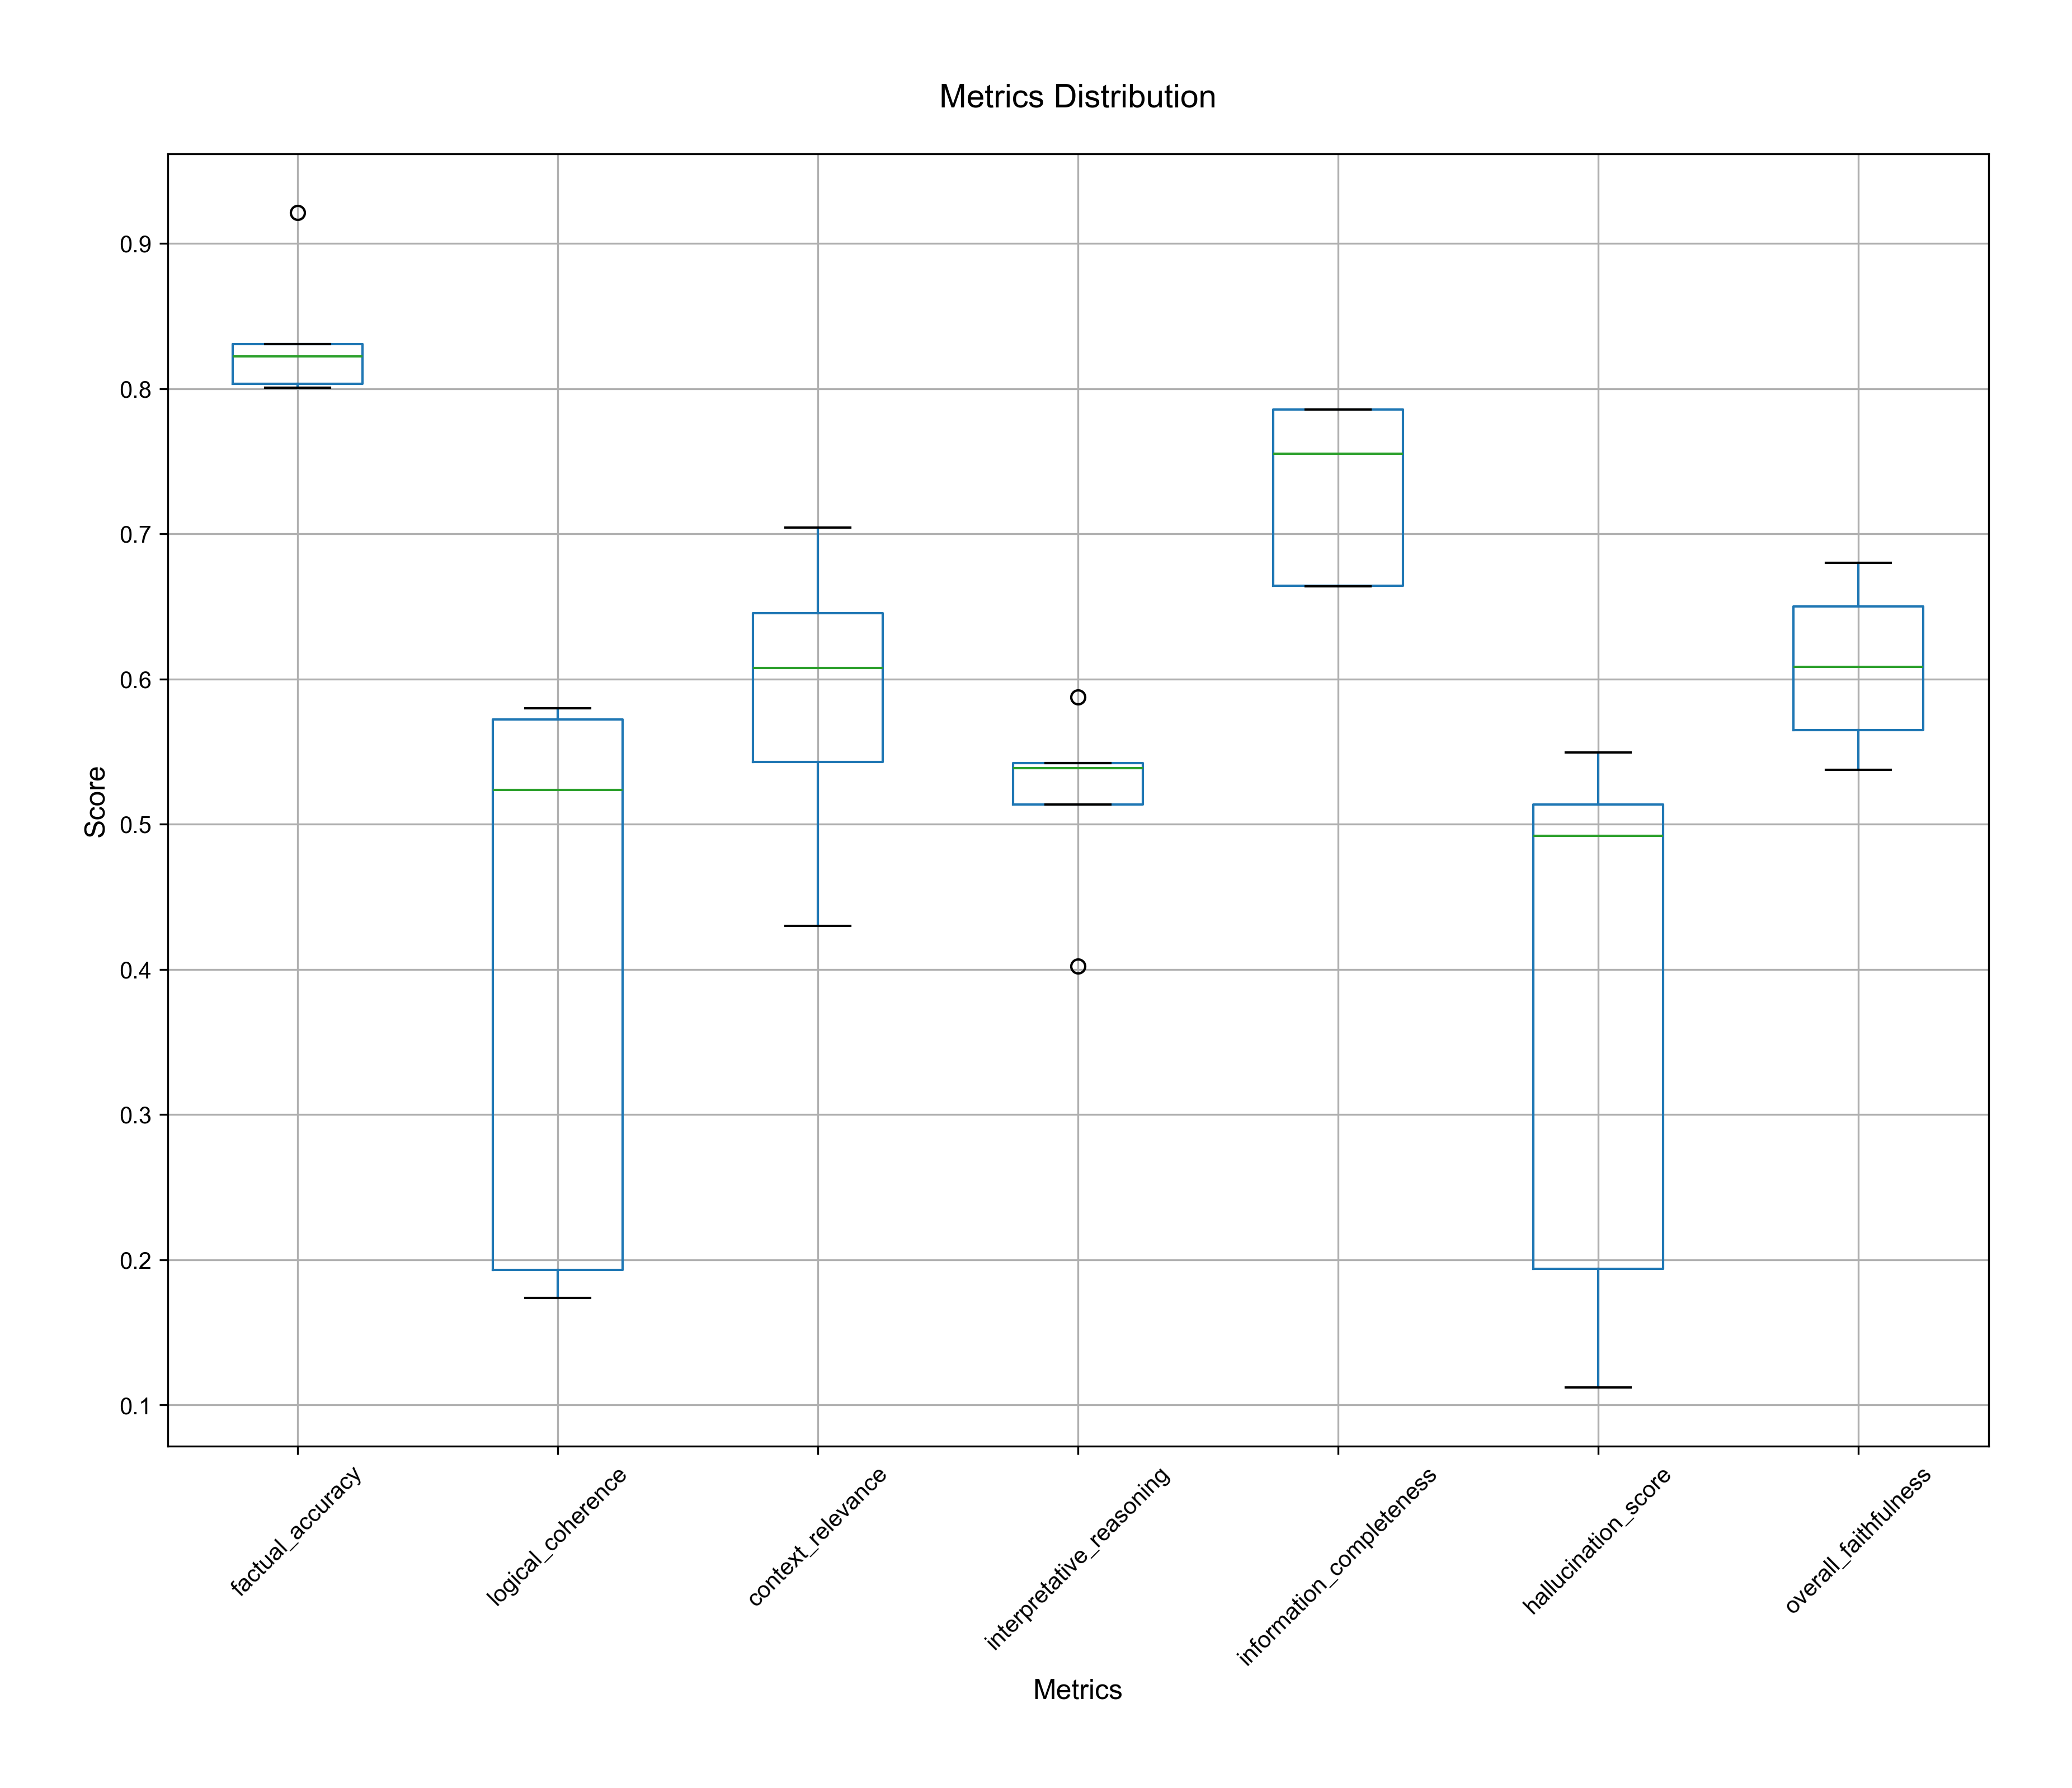 Metrics Distribution
Score
0.9
0.8
0.7
0.6
0.5
0.4
0.3
0.2
0.1
factual_accuracy
logical_coherence
context_relevance
interpretative_reasoning
information_completeness
hallucination_score
overall_faithfulness
Metrics